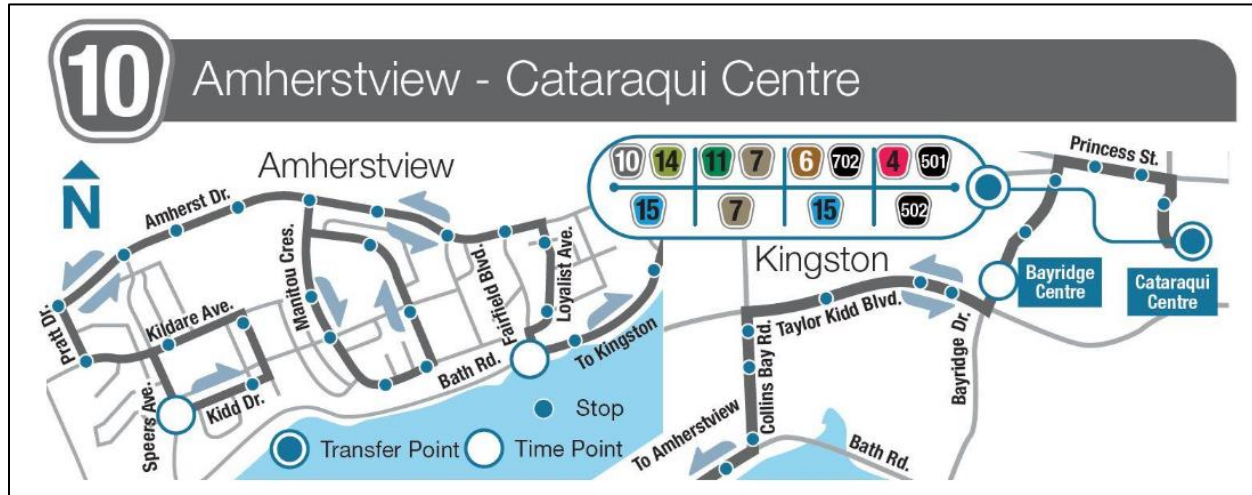 10
Amherstview - Cataraqui Centre
N
Amherstview
Amherst Dr.
Pratt Dr.
Kildare Ave.
Speers Ave.
Kidd Dr.
Manitou Cres.
Fairfield Blvd.
Loyalist Ave.
Bath Rd.
To Kingston
Stop
Transfer Point
Time Point
10 14 11 7 6 702 4 501
15 7 15 502
Princess St.
Kingston
Bayridge
Centre
Cataraqui
Centre
Taylor Kidd Blvd.
Collins Bay Rd.
Bayridge Dr.
To Amherstview
Bath Rd.